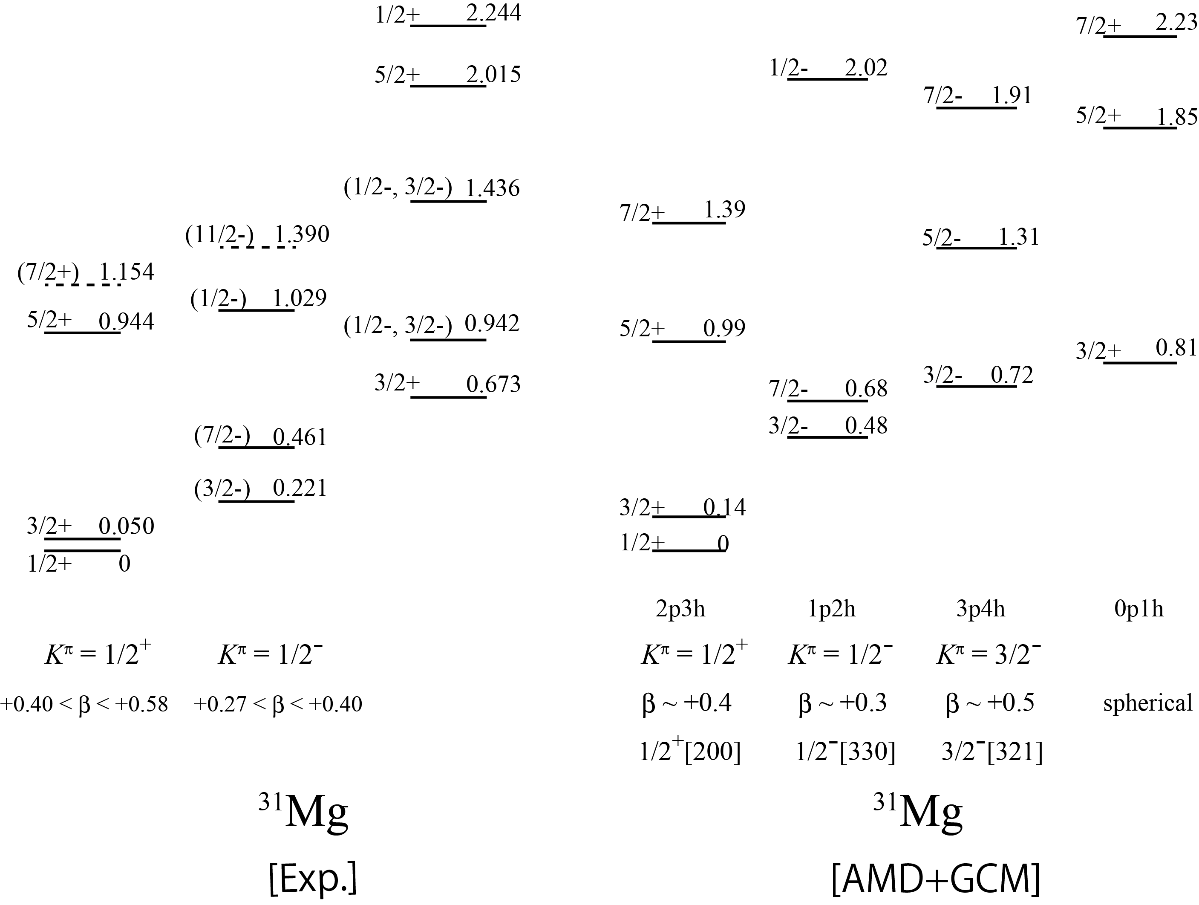 1/2+ 2.244
5/2+ 2.015
(1/2-, 3/2-) 1.436
(11/2-) 1.390
(7/2+) 1.154
(1/2-) 1.029
5/2+ 0.944
(1/2-, 3/2-) 0.942
3/2+ 0.673
(7/2-) 0.461
(3/2-) 0.221
3/2+ 0.050
1/2+ 0
Kπ = 1/2+ Kπ = 1/2−
+0.40 < β < +0.58 +0.27 < β < +0.40
31Mg
[Exp.]
7/2+ 2.23
1/2- 2.02
7/2- 1.91
5/2+ 1.85
7/2+ 1.39
5/2- 1.31
5/2+ 0.99
3/2+ 0.81
3/2- 0.72
7/2- 0.68
3/2- 0.48
3/2+ 0.14
1/2+ 0
2p3h 1p2h 3p4h 0p1h
Kπ = 1/2+ Kπ = 1/2− Kπ = 3/2−
β ~ +0.4 β ~ +0.3 β ~ +0.5 spherical
1/2+[200] 1/2−[330] 3/2−[321]
31Mg
[AMD+GCM]